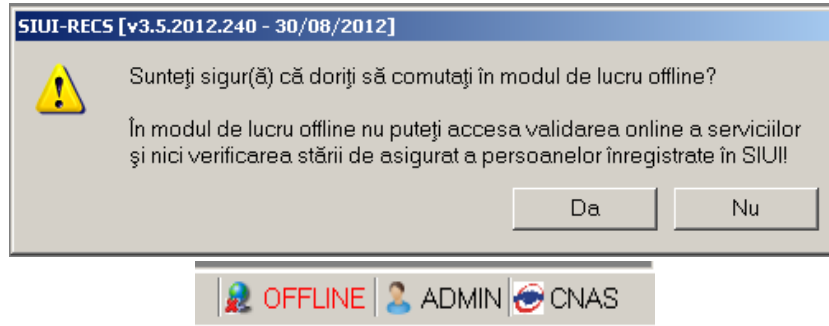 SIUI-RECS [v3.5.2012.240 - 30/08/2012]
Sunteţi sigur(ă) că doriţi să comutaţi în modul de lucru offline?
În modul de lucru offline nu puteţi accesa validarea online a serviciilor
şi nici verificarea stării de asigurat a persoanelor înregistrate în SIUI!
Da Nu
OFFLINE ADMIN CNAS